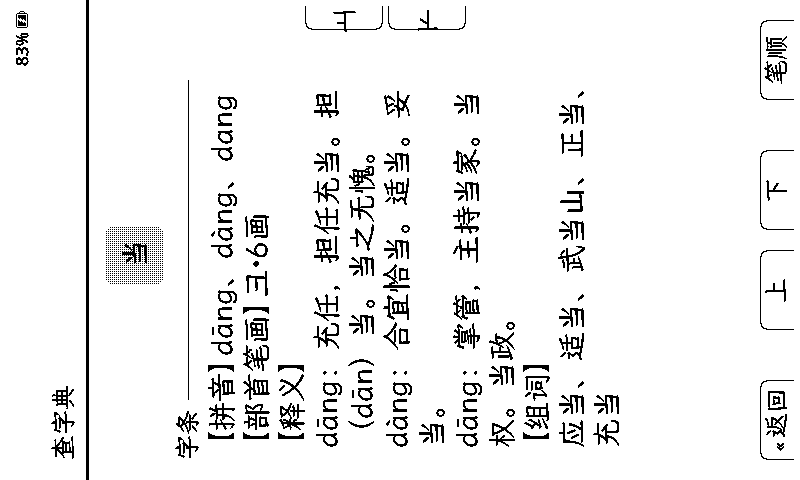 查字典
83%
当
字条
【拼音】dāng、dàng、dang
【部首笔画】彐·6画
【释义】
dāng：充任，担任充当。担
（dān）当。当之无愧。
dàng：合宜恰当。适当。妥
当。
dāng：掌管，主持当家。当
权。当政。
【组词】
应当、适当、武当山、正当、
充当
«返回
上
下
笔顺